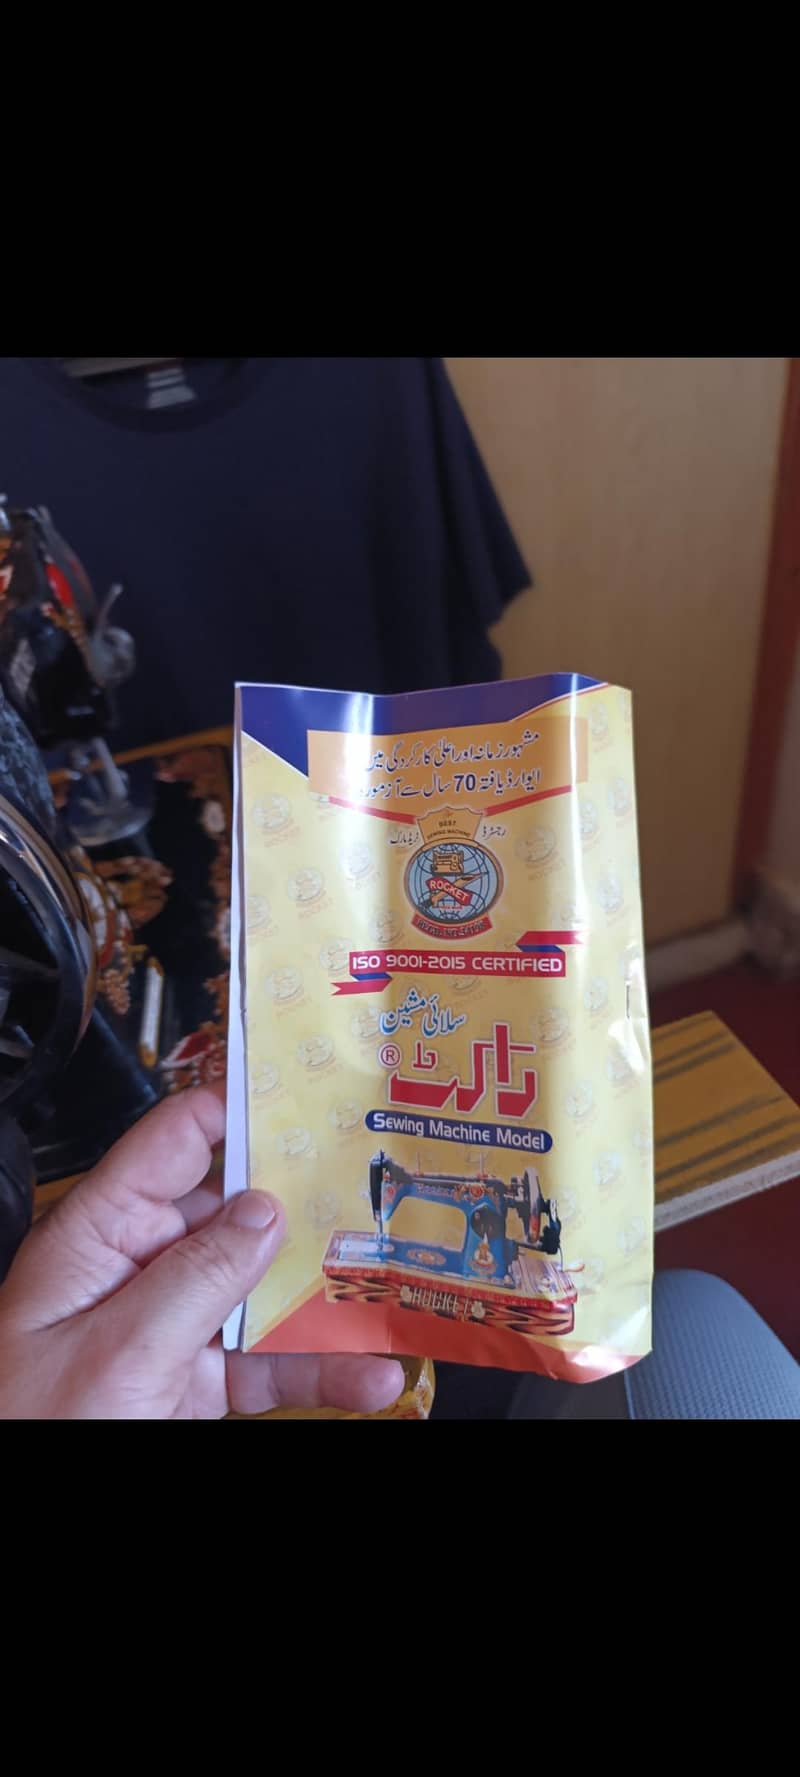 مشہور زمانہ اور اعلیٰ کارکردگی میں
ایوارڈ یافتہ 70 سال سے آزمودہ
رجسٹرڈ ٹریڈ مارک
BEST
SEWING MACHINE
ROCKET
ISO 9001-2015 CERTIFIED
سلائی مشین
راکٹ ®
Sewing Machine Model